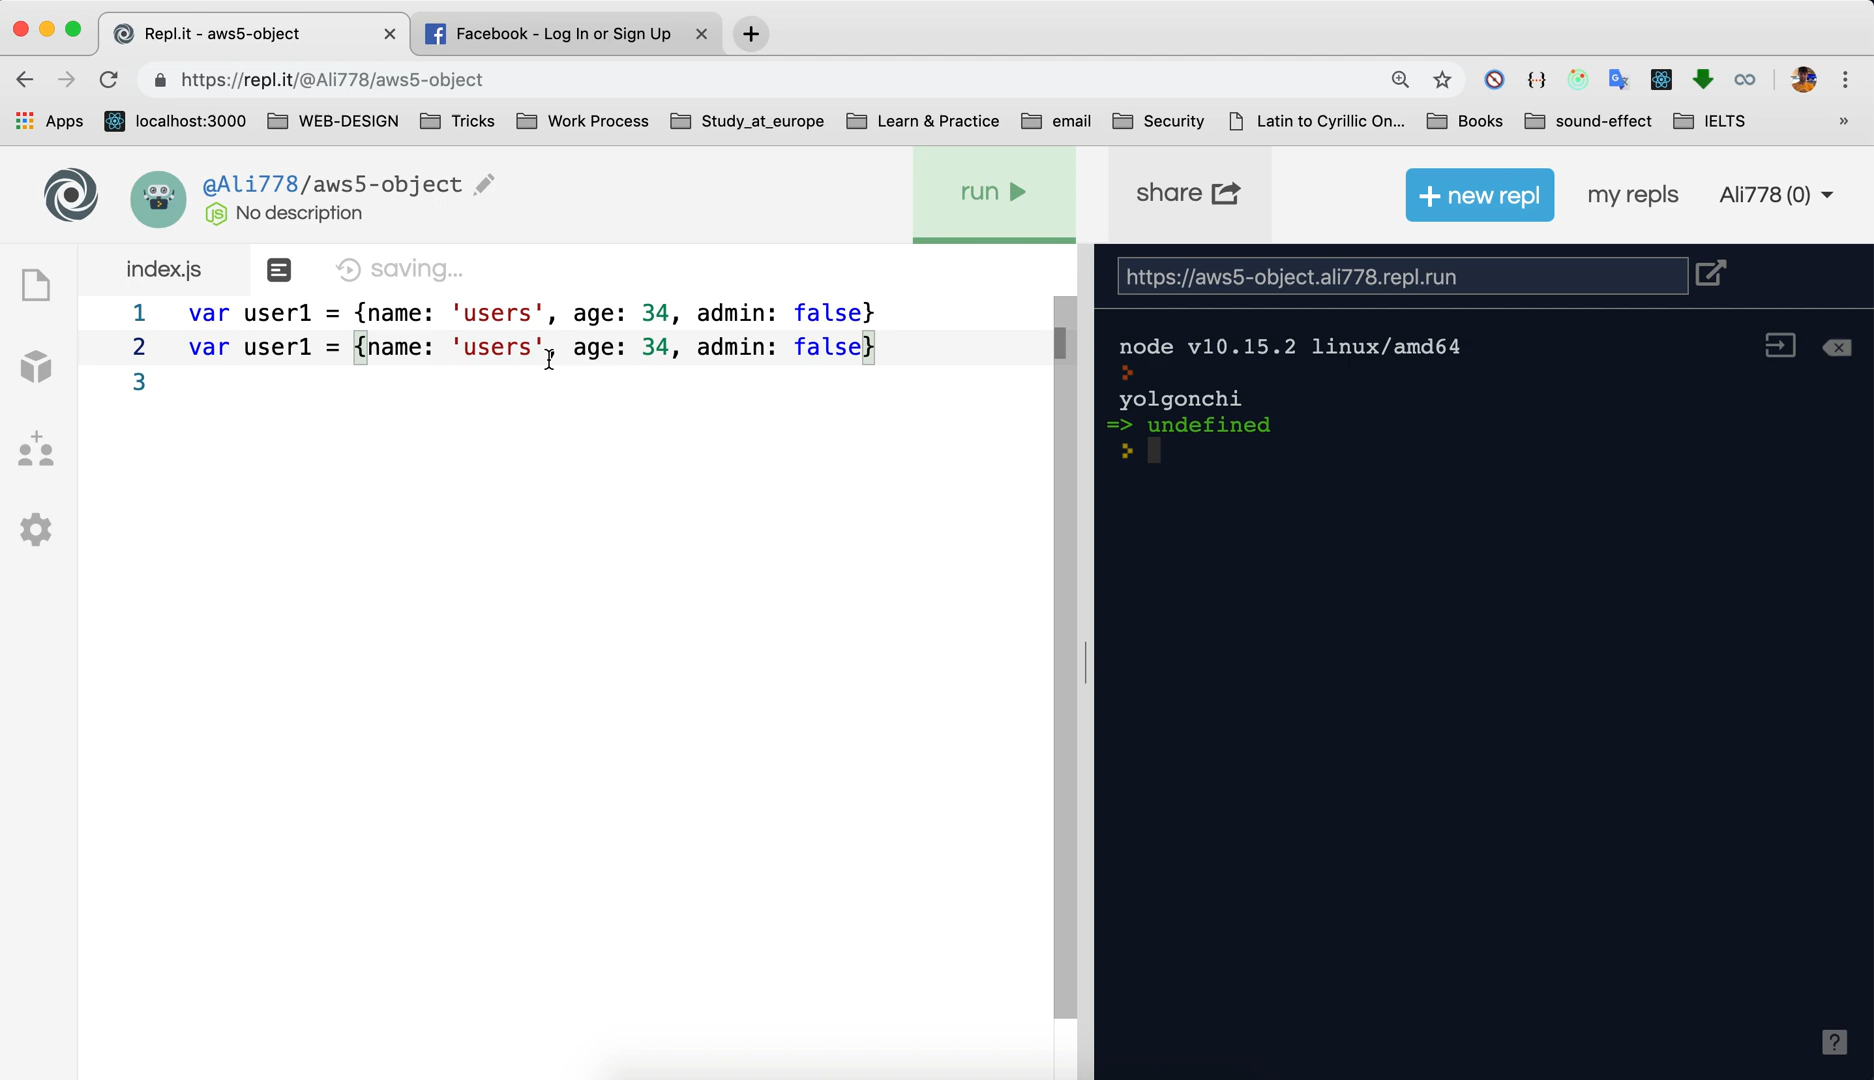 Repl.it - aws5-object
Facebook - Log In or Sign Up
https://repl.it/@Ali778/aws5-object
Apps localhost:3000 WEB-DESIGN Tricks Work Process Study_at_europe Learn & Practice email Security Latin to Cyrillic On... Books sound-effect IELTS »
@Ali778/aws5-object
No description
run
share
+ new repl
my repls
Ali778 (0)
index.js
saving...
1 var user1 = {name: 'users', age: 34, admin: false}
2 var user1 = {name: 'users', age: 34, admin: false}
3
https://aws5-object.ali778.repl.run
node v10.15.2 linux/amd64
yolgonchi
=> undefined
?